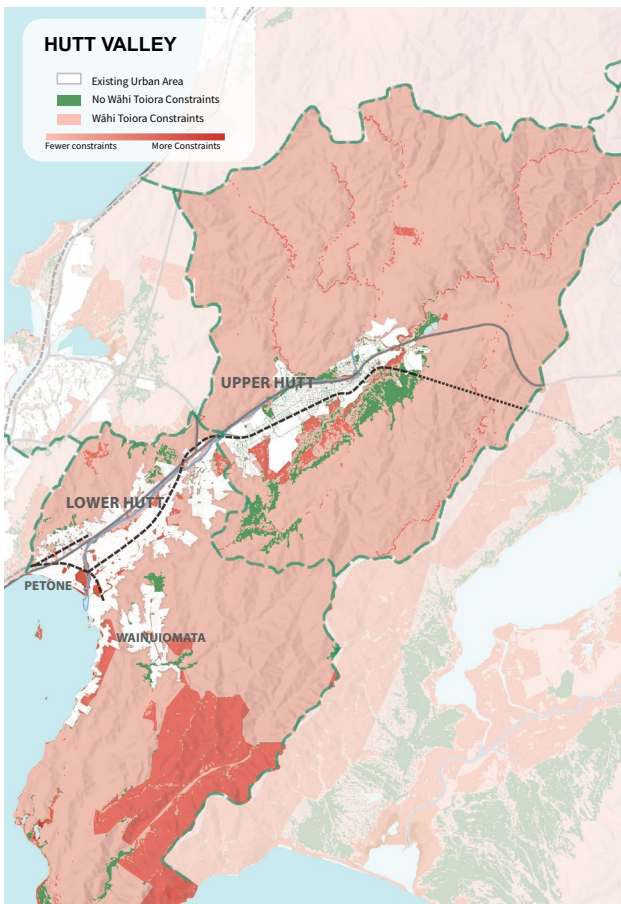 HUTT VALLEY
Existing Urban Area
No Wāhi Toiora Constraints
Wāhi Toiora Constraints
Fewer constraints
More Constraints
UPPER HUTT
LOWER HUTT
PETONE
WAINUIOMATA